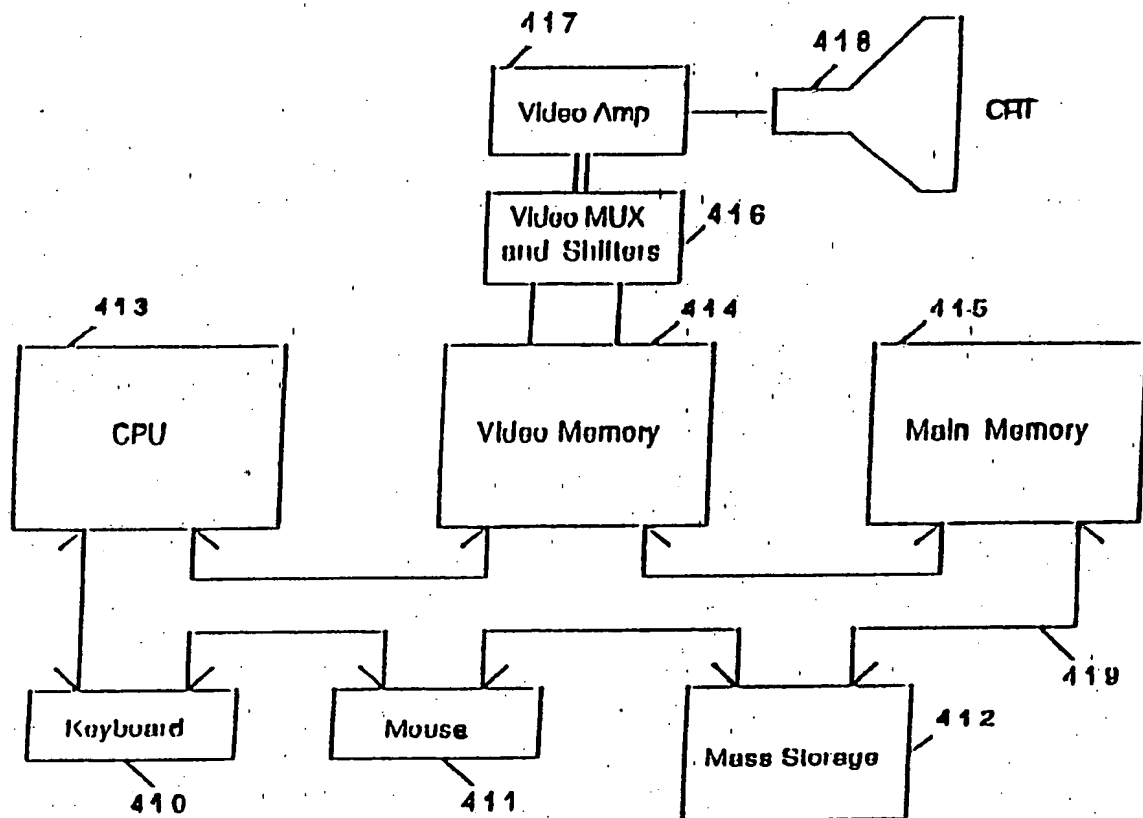 417
418
Video Amp
CRT
Video MUX
and Shifters
416
413
414
415
CPU
Video Memory
Main Memory
419
Keyboard
Mouse
412
Mass Storage
410
411